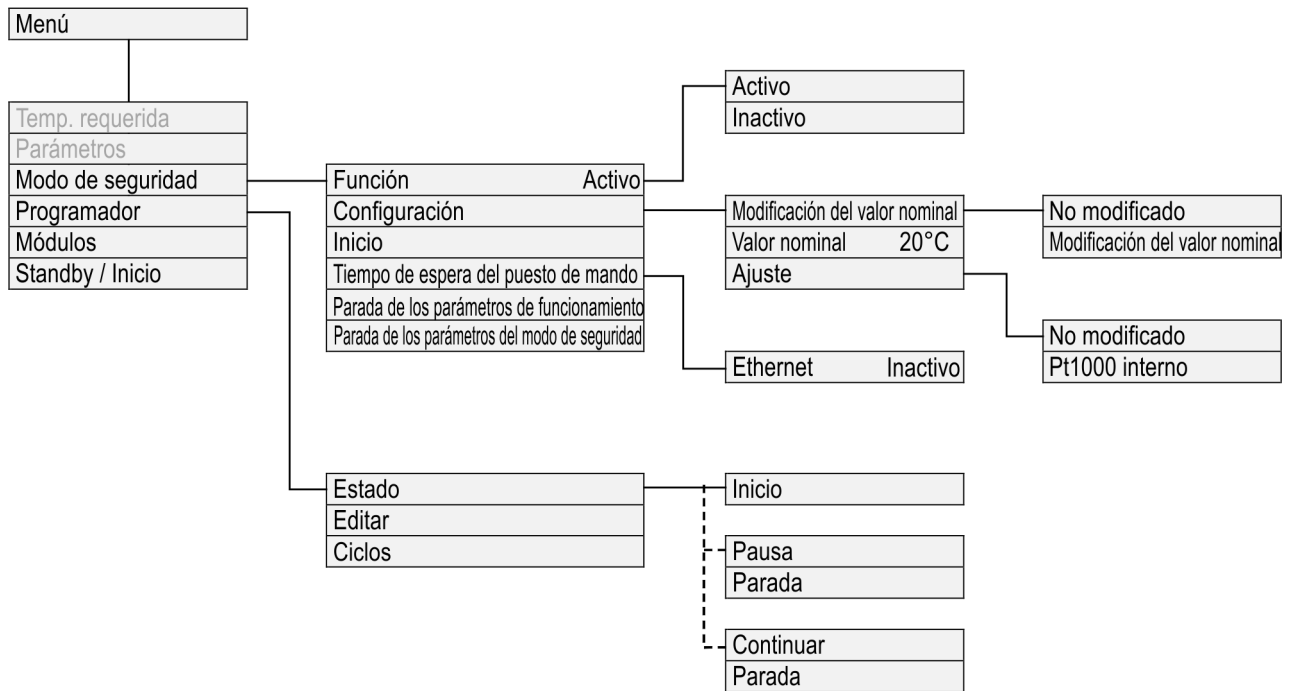 Menú
Temp. requerida
Parámetros
Modo de seguridad
Programador
Módulos
Standby / Inicio
Función Activo
Configuración
Inicio
Tiempo de espera del puesto de mando
Parada de los parámetros de funcionamiento
Parada de los parámetros del modo de seguridad
Activo
Inactivo
Modificación del valor nominal
Valor nominal 20°C
Ajuste
Ethernet Inactivo
No modificado
Modificación del valor nominal
No modificado
Pt1000 interno
Estado
Editar
Ciclos
Inicio
Pausa
Parada
Continuar
Parada